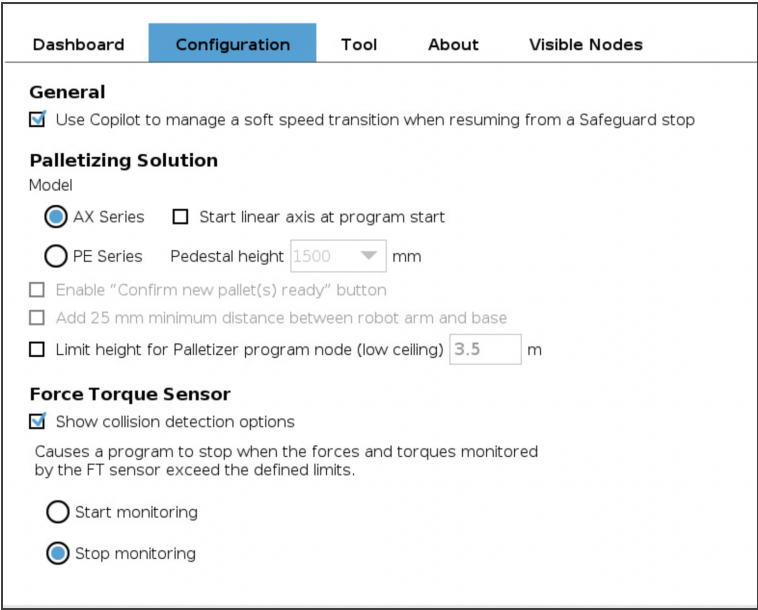 Dashboard Configuration Tool About Visible Nodes
General
Use Copilot to manage a soft speed transition when resuming from a Safeguard stop
Palletizing Solution
Model
AX Series Start linear axis at program start
PE Series Pedestal height 1500 mm
Enable “Confirm new pallet(s) ready” button
Add 25 mm minimum distance between robot arm and base
Limit height for Palletizer program node (low ceiling) 3.5 m
Force Torque Sensor
Show collision detection options
Causes a program to stop when the forces and torques monitored
by the FT sensor exceed the defined limits.
Start monitoring
Stop monitoring